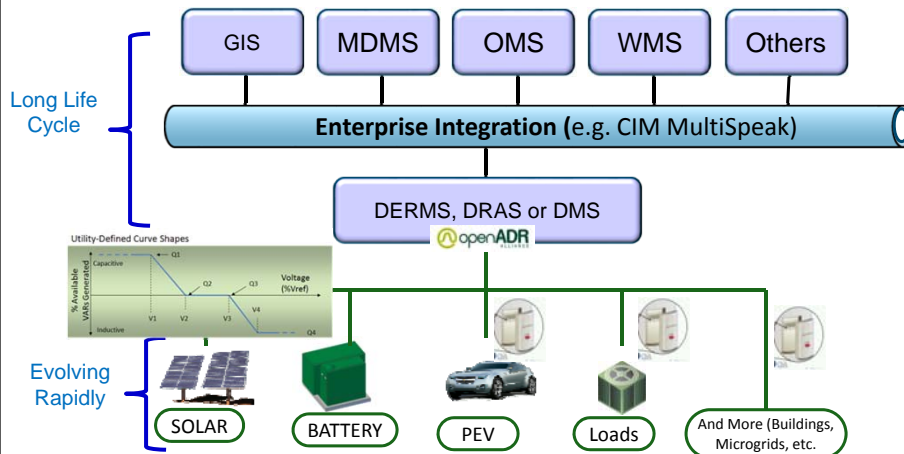 GIS
MDMS
OMS
WMS
Others
Long Life
Cycle
Enterprise Integration (e.g. CIM MultiSpeak)
DERMS, DRAS or DMS
openADR
ALLIANCE
Utility-Defined Curve Shapes
% Available
VARs Generated
Capacitive
Inductive
Q1
Q2
Q3
Q4
Voltage
(%Vref)
V1
V2
V3
V4
Evolving
Rapidly
SOLAR
BATTERY
PEV
Loads
And More (Buildings,
Microgrids, etc.